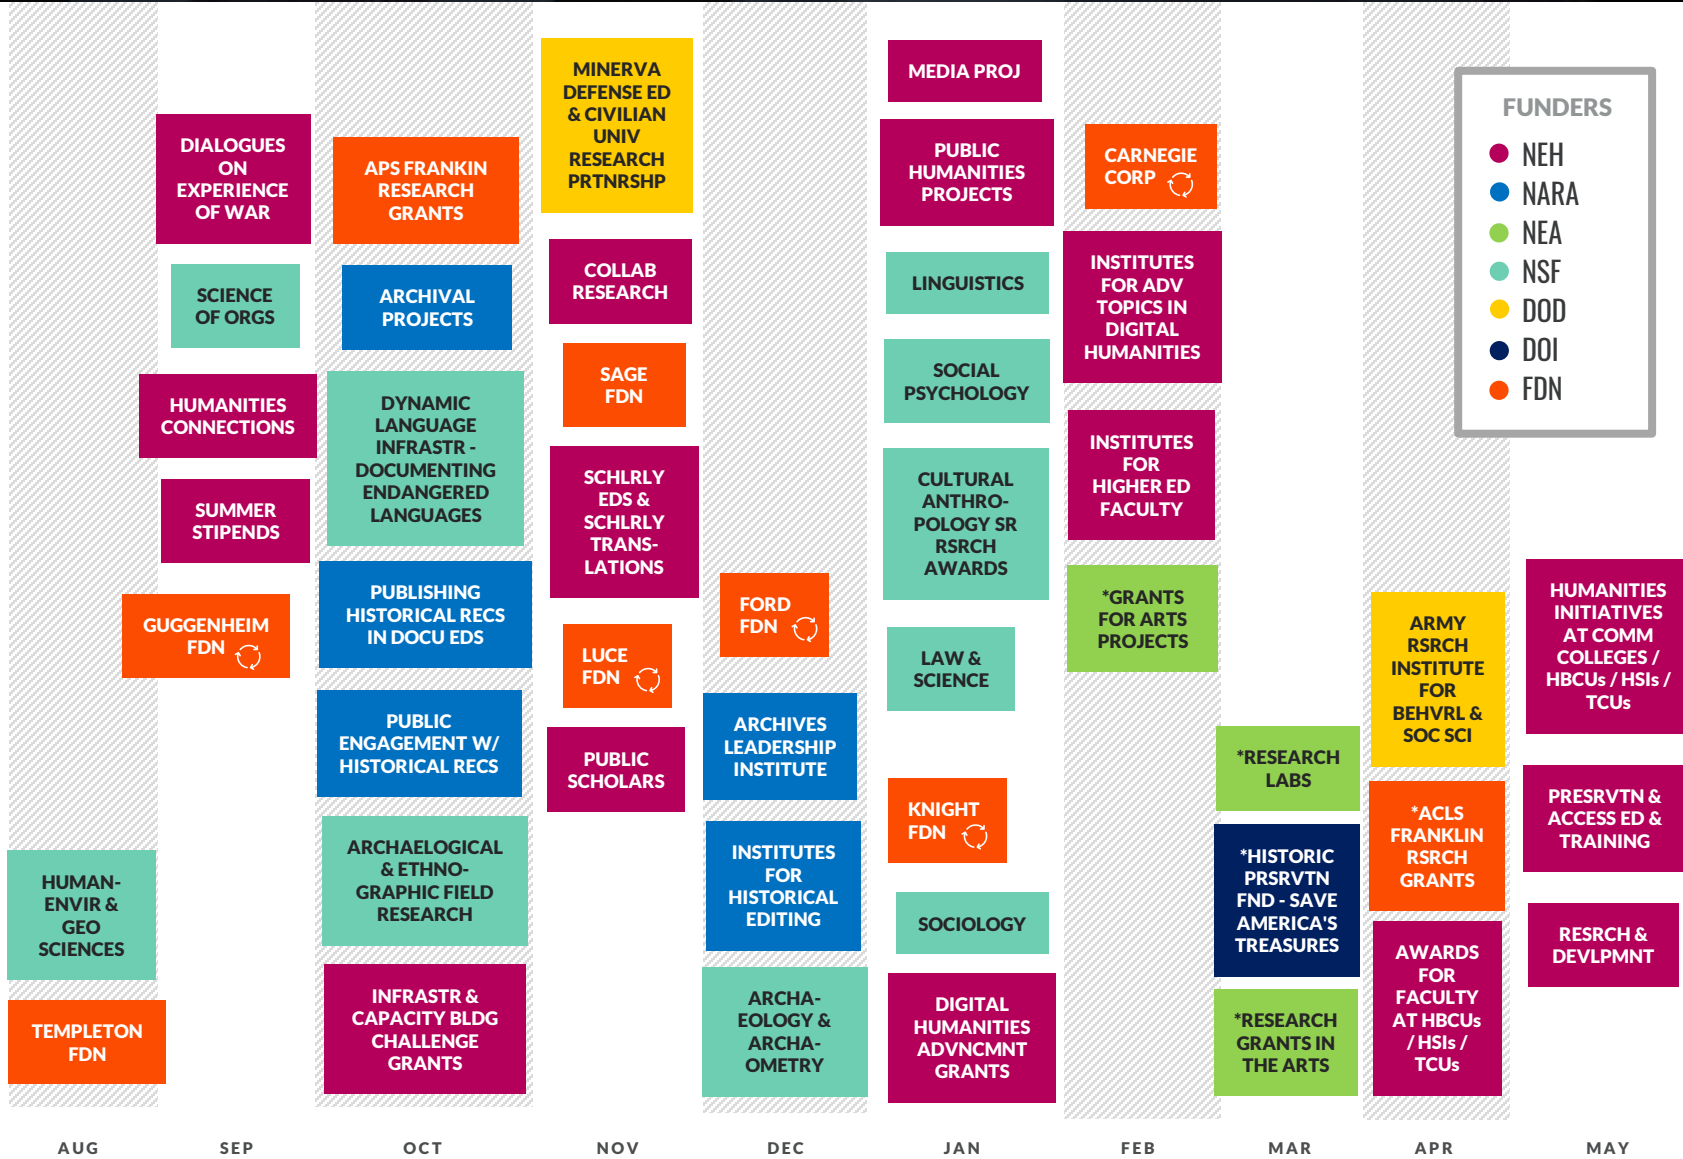 HUMAN-
ENVIR &
GEO
SCIENCES
TEMPLETON
FDN
AUG
DIALOGUES
ON
EXPERIENCE
OF WAR
SCIENCE
OF ORGS
HUMANITIES
CONNECTIONS
SUMMER
STIPENDS
GUGGENHEIM
FDN
SEP
APS FRANKIN
RESEARCH
GRANTS
ARCHIVAL
PROJECTS
DYNAMIC
LANGUAGE
INFRASTR -
DOCUMENTING
ENDANGERED
LANGUAGES
PUBLISHING
HISTORICAL RECS
IN DOCU EDS
PUBLIC
ENGAGEMENT W/
HISTORICAL RECS
ARCHAELOGICAL
& ETHNO-
GRAPHIC FIELD
RESEARCH
INFRASTR &
CAPACITY BLDG
CHALLENGE
GRANTS
OCT
MINERVA
DEFENSE ED
& CIVILIAN
UNIV
RESEARCH
PRTNRSHP
COLLAB
RESEARCH
SAGE
FDN
SCHLRLY
EDS &
SCHLRLY
TRANS-
LATIONS
LUCE
FDN
PUBLIC
SCHOLARS
NOV
FORD
FDN
ARCHIVES
LEADERSHIP
INSTITUTE
INSTITUTES
FOR
HISTORICAL
EDITING
ARCHA-
EOLOGY &
ARCHA-
OMETRY
DEC
MEDIA PROJ
PUBLIC
HUMANITIES
PROJECTS
LINGUISTICS
SOCIAL
PSYCHOLOGY
CULTURAL
ANTHRO-
POLOGY SR
RSRCH
AWARDS
LAW &
SCIENCE
KNIGHT
FDN
SOCIOLOGY
DIGITAL
HUMANITIES
ADVNCMNT
GRANTS
JAN
CARNEGIE
CORP
INSTITUTES
FOR ADV
TOPICS IN
DIGITAL
HUMANITIES
INSTITUTES
FOR
HIGHER ED
FACULTY
*GRANTS
FOR ARTS
PROJECTS
FEB
*RESEARCH
LABS
*HISTORIC
PRSRVTN
FND - SAVE
AMERICA'S
TREASURES
*RESEARCH
GRANTS IN
THE ARTS
MAR
ARMY
RSRCH
INSTITUTE
FOR
BEHVRL &
SOC SCI
*ACLS
FRANKLIN
RSRCH
GRANTS
AWARDS
FOR
FACULTY
AT HBCUs
/ HSIs /
TCUs
APR
FUNDERS
NEH
NARA
NEA
NSF
DOD
DOI
FDN
HUMANITIES
INITIATIVES
AT COMM
COLLEGES /
HBCUs / HSIs /
TCUs
PRESRVTN &
ACCESS ED &
TRAINING
RESRCH &
DEVLPMNT
MAY